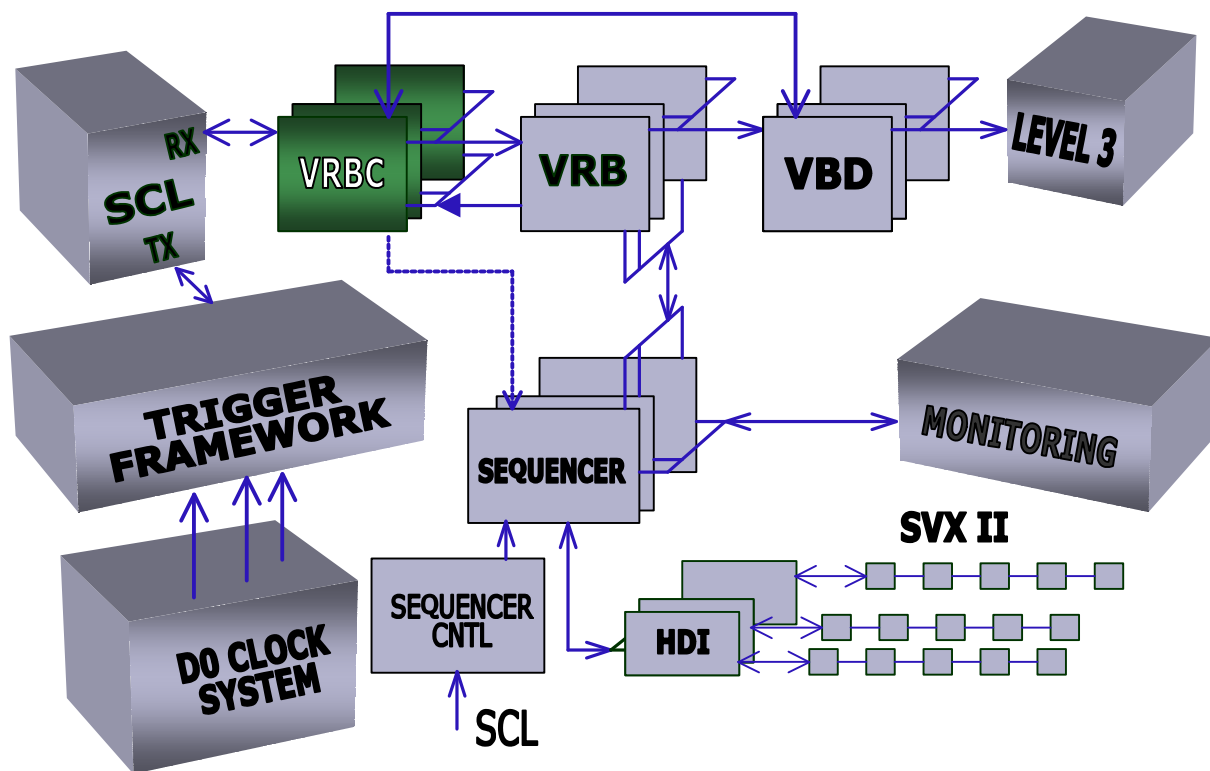 RX
SCL
TX
VRBC
VRB
VBD
LEVEL 3
TRIGGER
FRAMEWORK
SEQUENCER
MONITORING
SVX II
D0 CLOCK
SYSTEM
SEQUENCER
CNTL
HDI
SCL